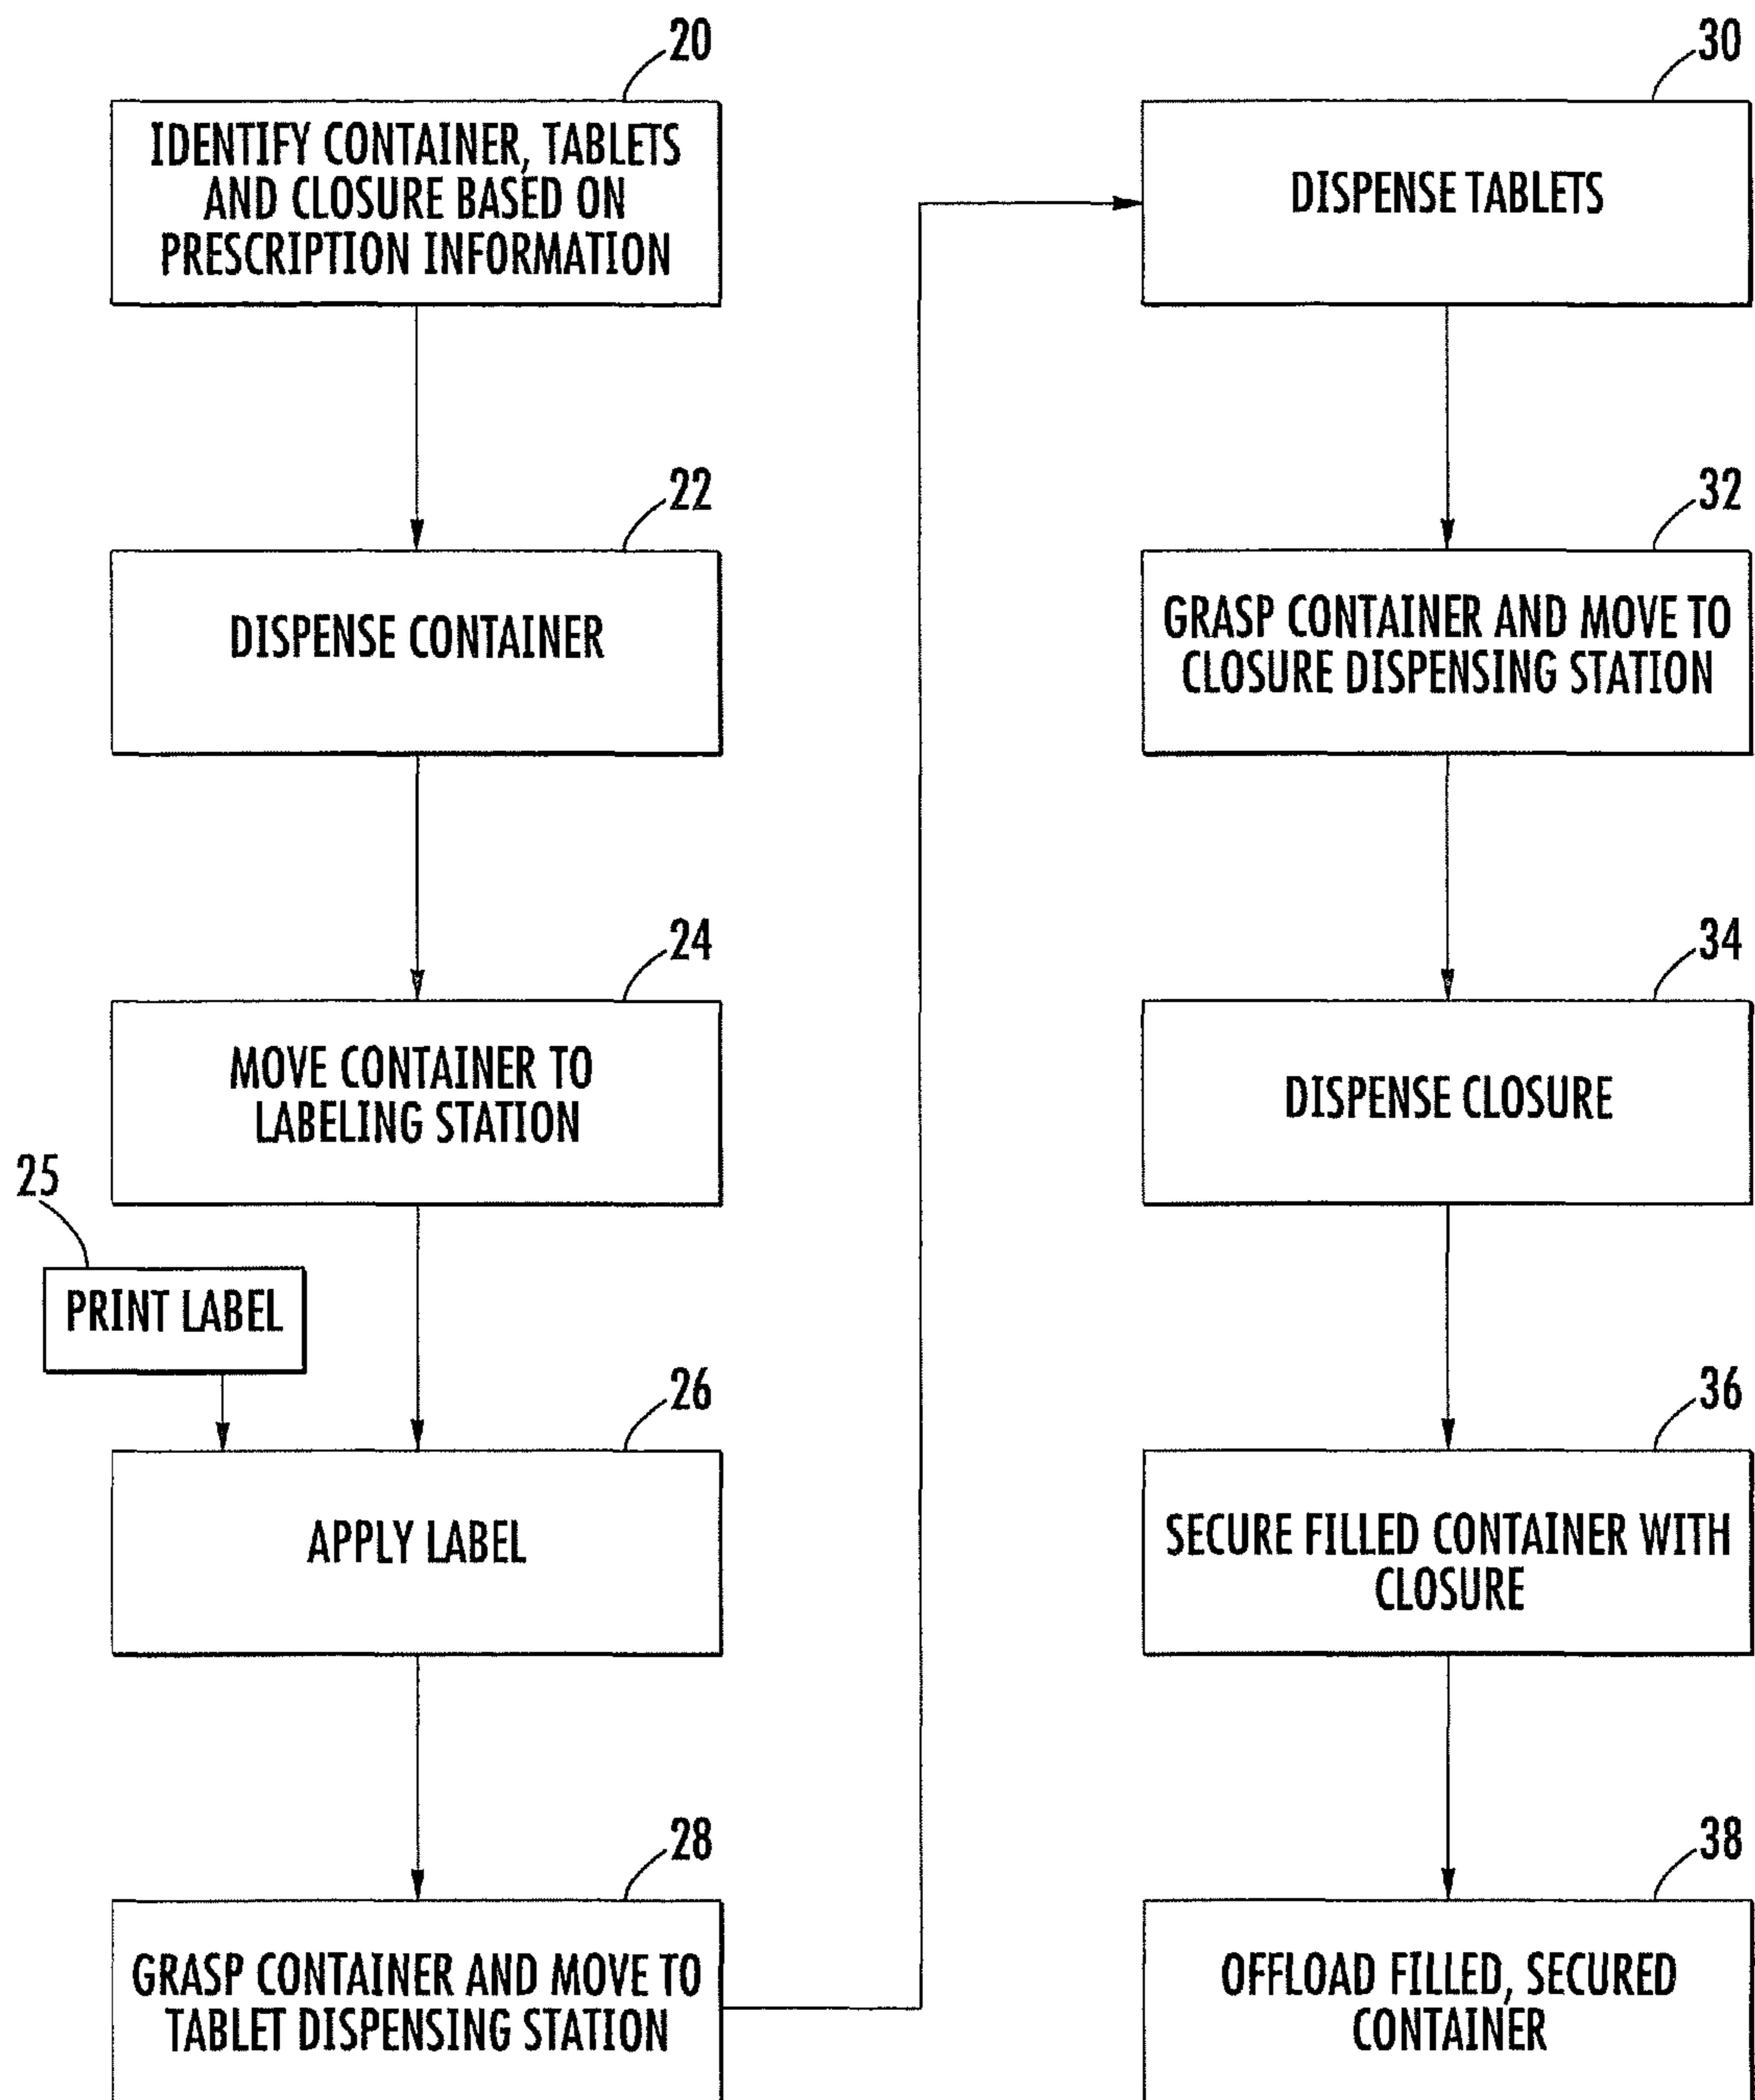 20
IDENTIFY CONTAINER, TABLETS
AND CLOSURE BASED ON
PRESCRIPTION INFORMATION
22
DISPENSE CONTAINER
24
MOVE CONTAINER TO
LABELING STATION
25
PRINT LABEL
26
APPLY LABEL
28
GRASP CONTAINER AND MOVE TO
TABLET DISPENSING STATION
30
DISPENSE TABLETS
32
GRASP CONTAINER AND MOVE TO
CLOSURE DISPENSING STATION
34
DISPENSE CLOSURE
36
SECURE FILLED CONTAINER WITH
CLOSURE
38
OFFLOAD FILLED, SECURED
CONTAINER